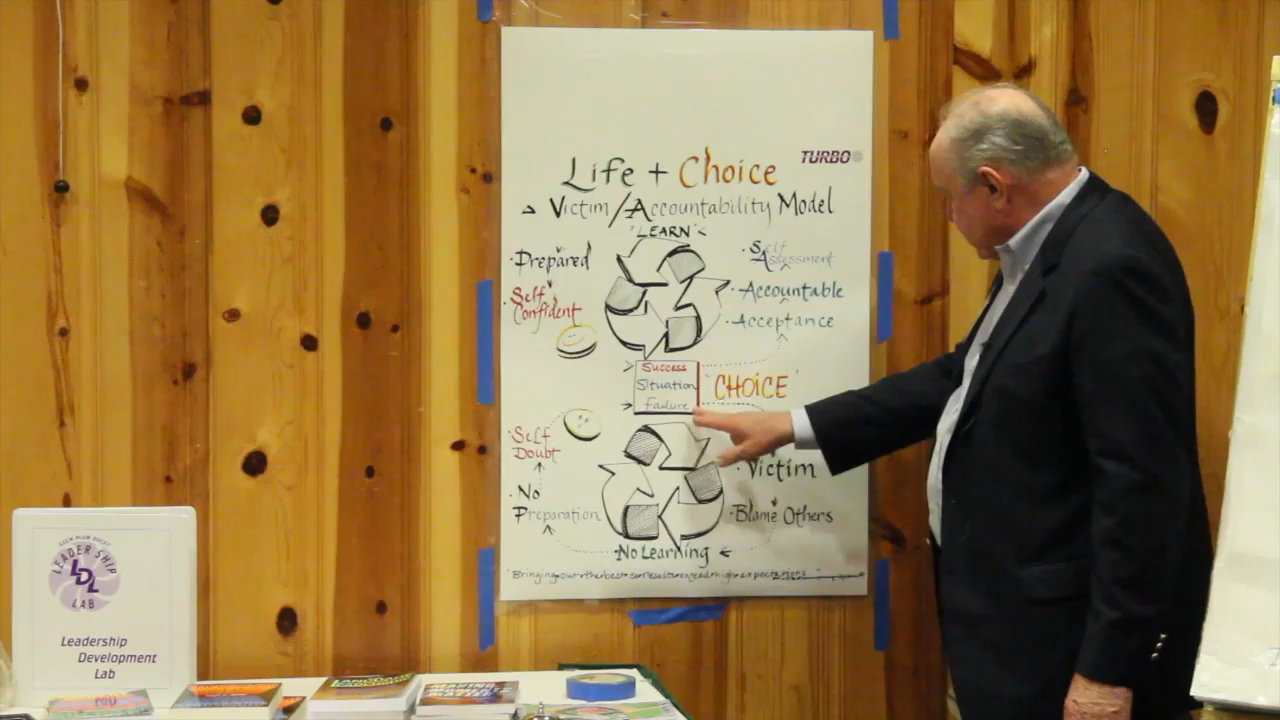 TURBO
Life + Choice
Victim/Accountability Model
"LEARN"
Prepared
Self
Assessment
Self
Confident
Accountable
Acceptance
Success
Situation
Failure
"CHOICE"
Self
Doubt
Victim
No
Preparation
Blame Others
No Learning
LEADERSHIP
LDL
LAB
Leadership
Development
Lab